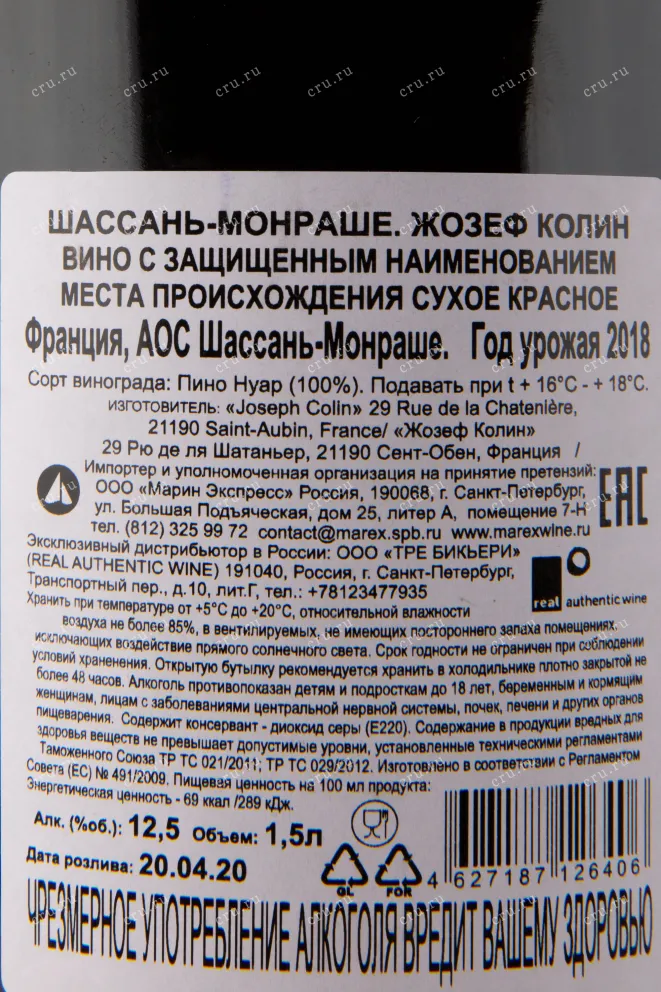 ШАССАНЬ-МОНРАШЕ. ЖОЗЕФ КОЛИН
ВИНО С ЗАЩИЩЕННЫМ НАИМЕНОВАНИЕМ
МЕСТА ПРОИСХОЖДЕНИЯ СУХОЕ КРАСНОЕ
Франция, АОС Шассань-Монраше. Год урожая 2018
Сорт винограда: Пино Нуар (100%). Подавать при t + 16°C - + 18°C.
ИЗГОТОВИТЕЛЬ: «Joseph Colin» 29 Rue de la Chatenlère,
21190 Saint-Aubin, France/ «Жозеф Колин»
29 Рю де ля Шатаньер, 21190 Сент-Обен, Франция /
Импортер и уполномоченная организация на принятие претензий:
ООО «Марин Экспресс» Россия, 190068, г. Санкт-Петербург,
ул. Большая Подъяческая, дом 25, литер А, помещение 7-Н
тел. (812) 325 99 72 contact@marex.spb.ru www.marexwine.ru
EAC
Эксклюзивный дистрибьютор в России: ООО «ТРЕ БИКЬЕРИ»
(REAL AUTHENTIC WINE) 191040, Россия, г. Санкт-Петербург,
Транспортный пер., д.10, лит.Г, тел.: +78123477935
real authentic wine
Хранить при температуре от +5°С до +20°С, относительной влажности
воздуха не более 85%, в вентилируемых, не имеющих постороннего запаха помещениях,
исключающих воздействие прямого солнечного света. Срок годности не ограничен при соблюдении
условий хранения. Открытую бутылку рекомендуется хранить в холодильнике плотно закрытой не
более 48 часов. Алкоголь противопоказан детям и подросткам до 18 лет, беременным и кормящим
женщинам, лицам с заболеваниями центральной нервной системы, почек, печени и других органов
пищеварения. Содержит консервант - диоксид серы (Е220). Содержание в продукции вредных для
здоровья веществ не превышает допустимые уровни, установленные техническими регламентами
Таможенного Союза ТР ТС 021/2011; ТР ТС 029/2012. Изготовлено в соответствии с Регламентом
Совета (ЕС) № 491/2009. Пищевая ценность на 100 мл продукта:
Энергетическая ценность - 69 ккал /289 кДж.
Алк. (%об.): 12,5 Объем: 1,5л
Дата розлива: 20.04.20
GL FOR
4 627187 126406
ЧРЕЗМЕРНОЕ УПОТРЕБЛЕНИЕ АЛКОГОЛЯ ВРЕДИТ ВАШЕМУ ЗДОРОВЬЮ
cru.ru